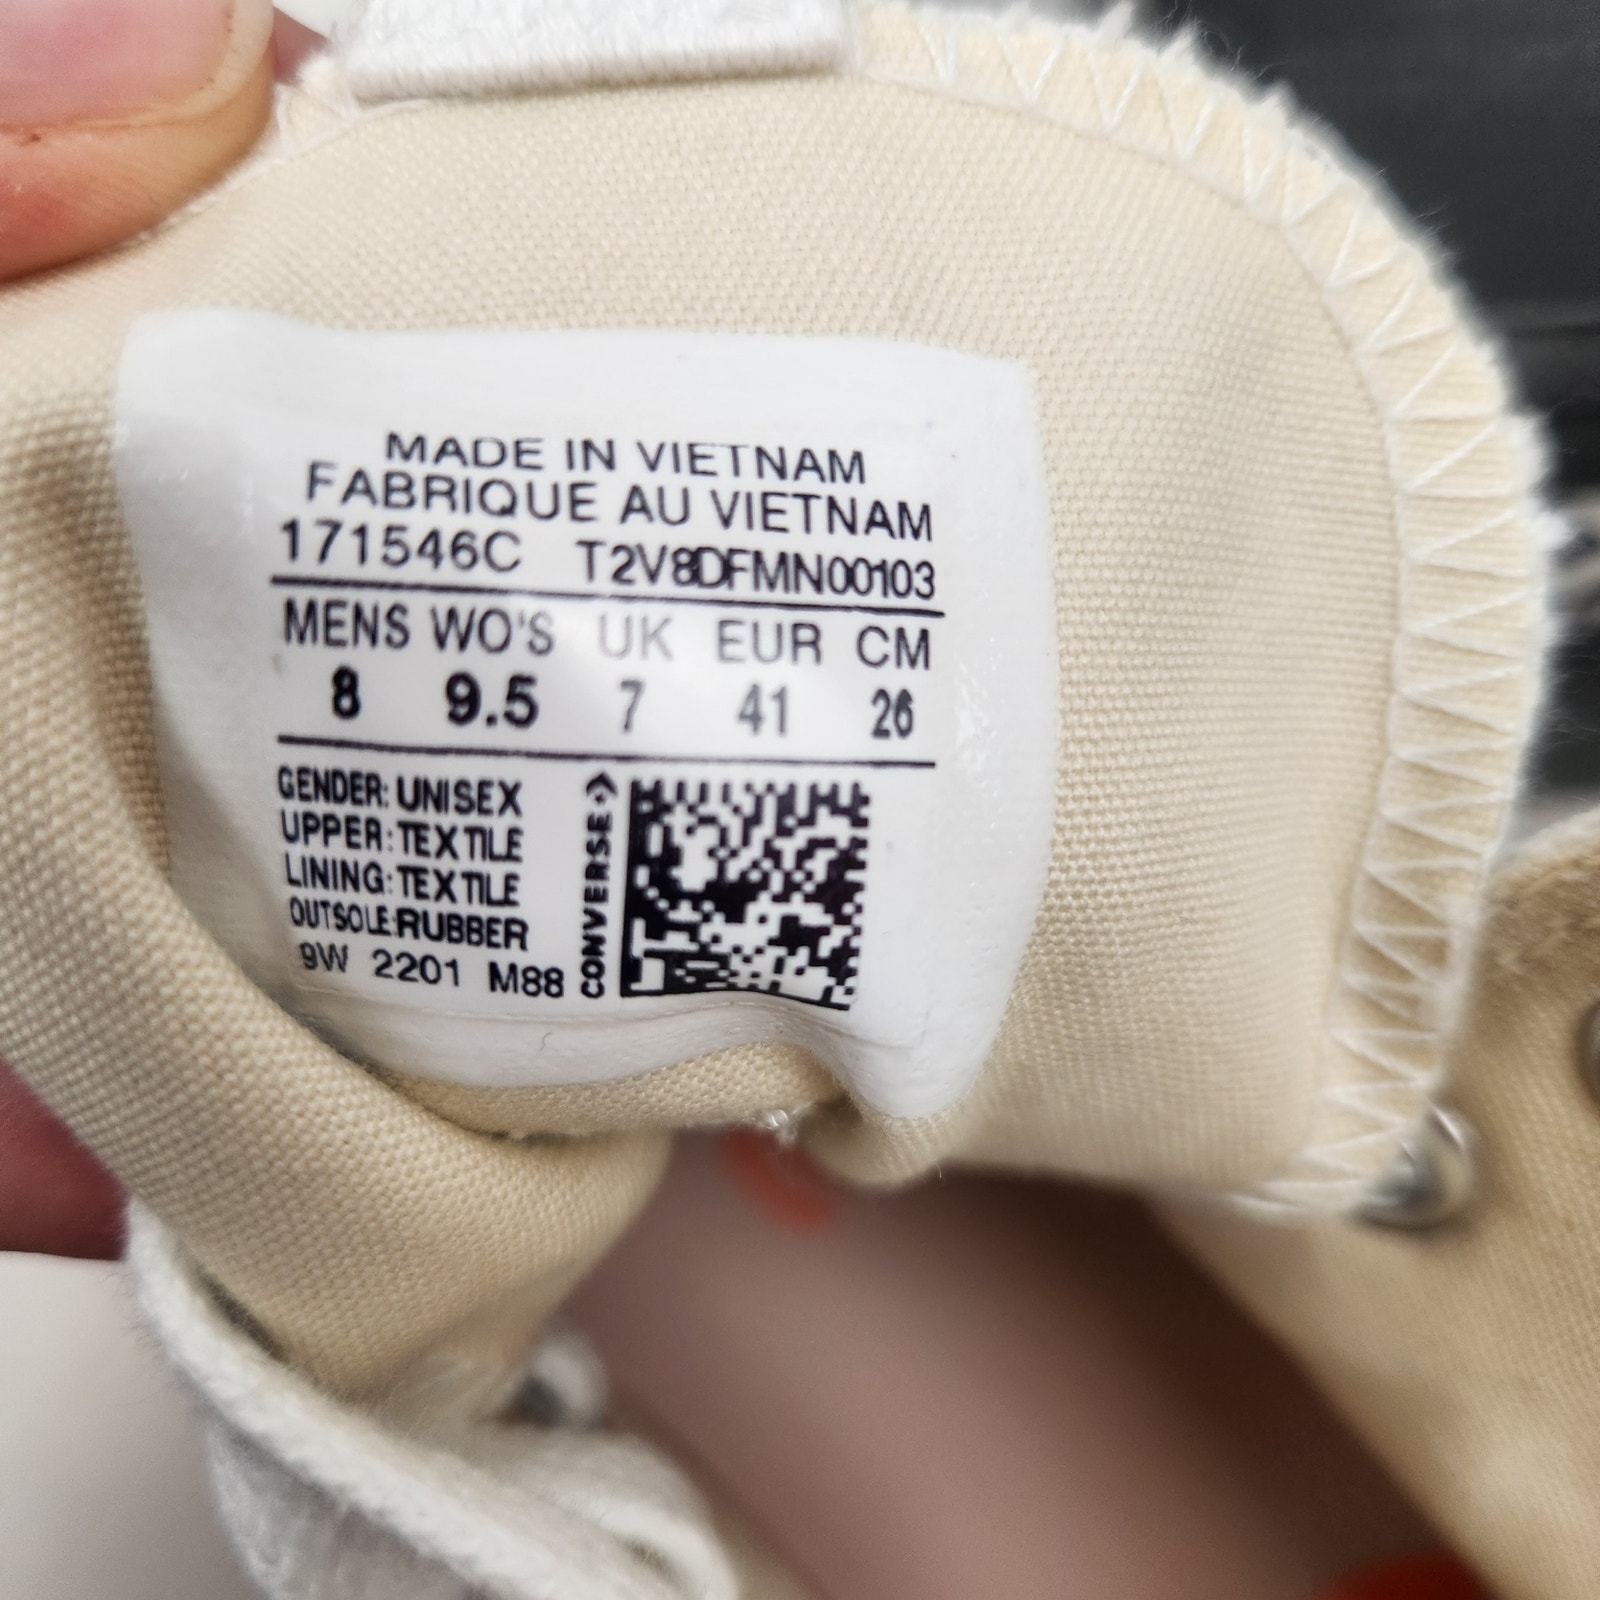 MADE IN VIETNAM
FABRIQUE AU VIETNAM
171546C T2V8DFMN00103
MENS WO'S UK EUR CM
8 9.5 7 41 26
GENDER: UNISEX
UPPER: TEXTILE
LINING: TEXTILE
OUTSOLE: RUBBER
9W 2201 M88
CONVERSE